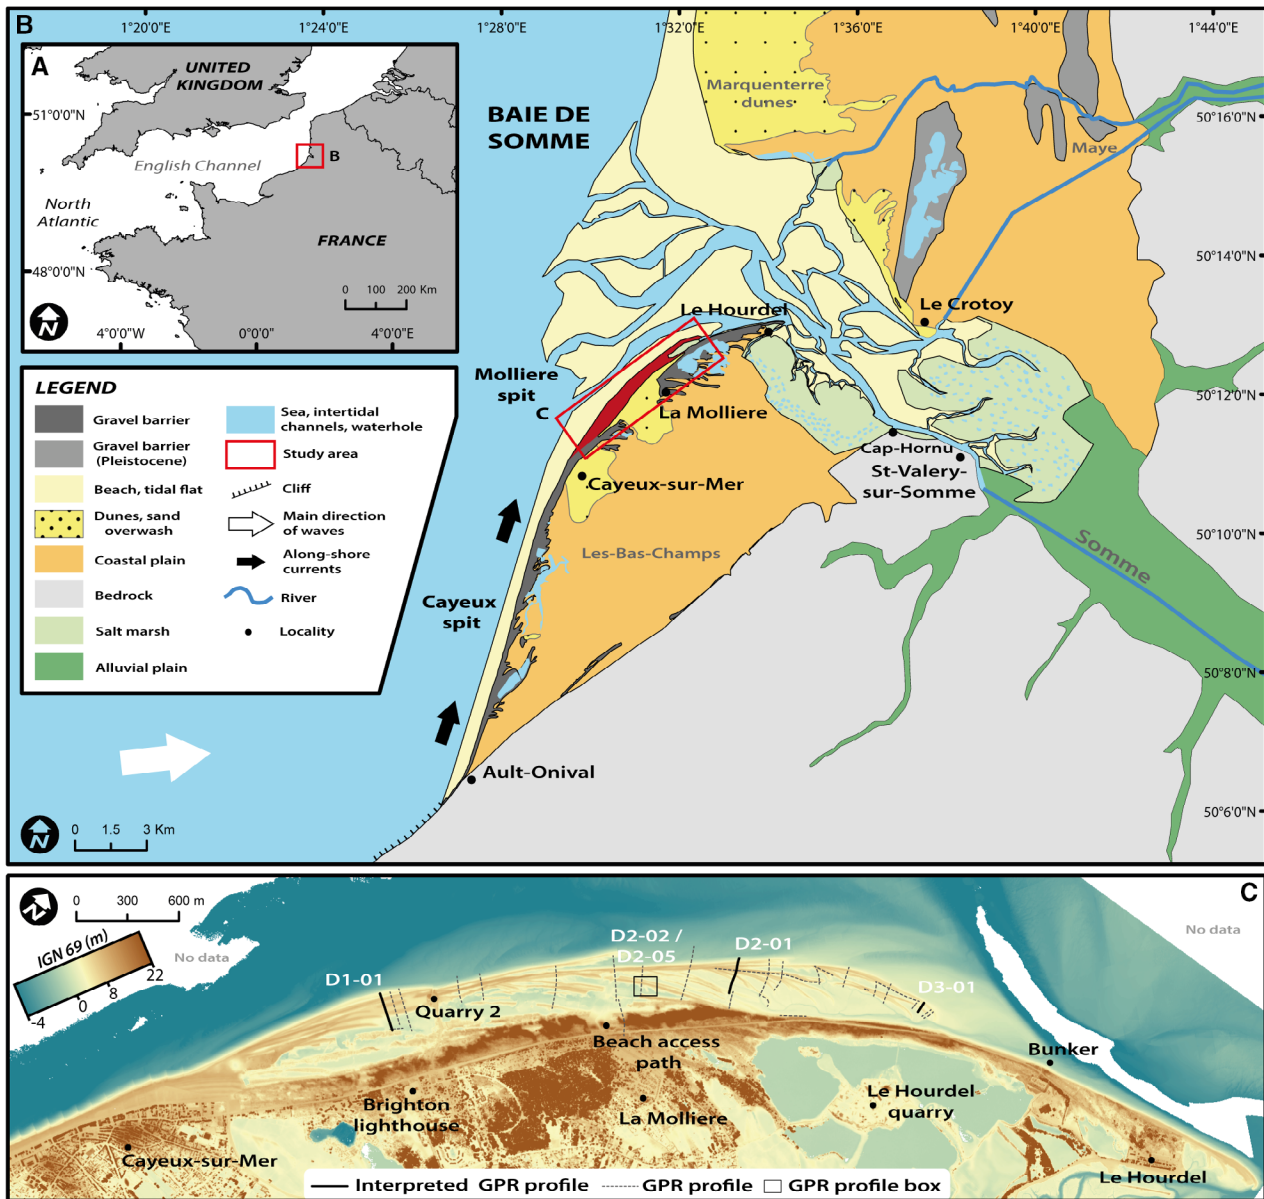 B
1°20'0"E
1°24'0"E
1°28'0"E
1°32'0"E
1°36'0"E
1°40'0"E
1°44'0"E
A
UNITED
KINGDOM
51°0'0"N
English Channel
B
North
Atlantic
FRANCE
48°0'0"N
0 100 200 Km
N
4°0'0"W
0°0'0"
4°0'0"E
BAIE DE
SOMME
Marquenterre
dunes
Maye
50°16'0"N
50°14'0"N
50°12'0"N
50°10'0"N
50°8'0"N
50°6'0"N
Le Hourdel
Le Crotoy
Molliere
spit
C
La Molliere
Cap-Hornu
St-Valery-
sur-Somme
Cayeux-sur-Mer
Les-Bas-Champs
Somme
Cayeux
spit
Ault-Onival
LEGEND
Gravel barrier
Gravel barrier
(Pleistocene)
Beach, tidal flat
Dunes, sand
overwash
Coastal plain
Bedrock
Salt marsh
Alluvial plain
Sea, intertidal
channels, waterhole
Study area
Cliff
Main direction
of waves
Along-shore
currents
River
Locality
N
0 1.5 3 Km
C
N
0 300 600 m
IGN 69 (m)
22
8
0
-4
No data
No data
D1-01
D2-02 /
D2-05
D2-01
D3-01
Quarry 2
Beach access
path
Bunker
Brighton
lighthouse
La Molliere
Le Hourdel
quarry
Cayeux-sur-Mer
Le Hourdel
Interpreted GPR profile
GPR profile
GPR profile box